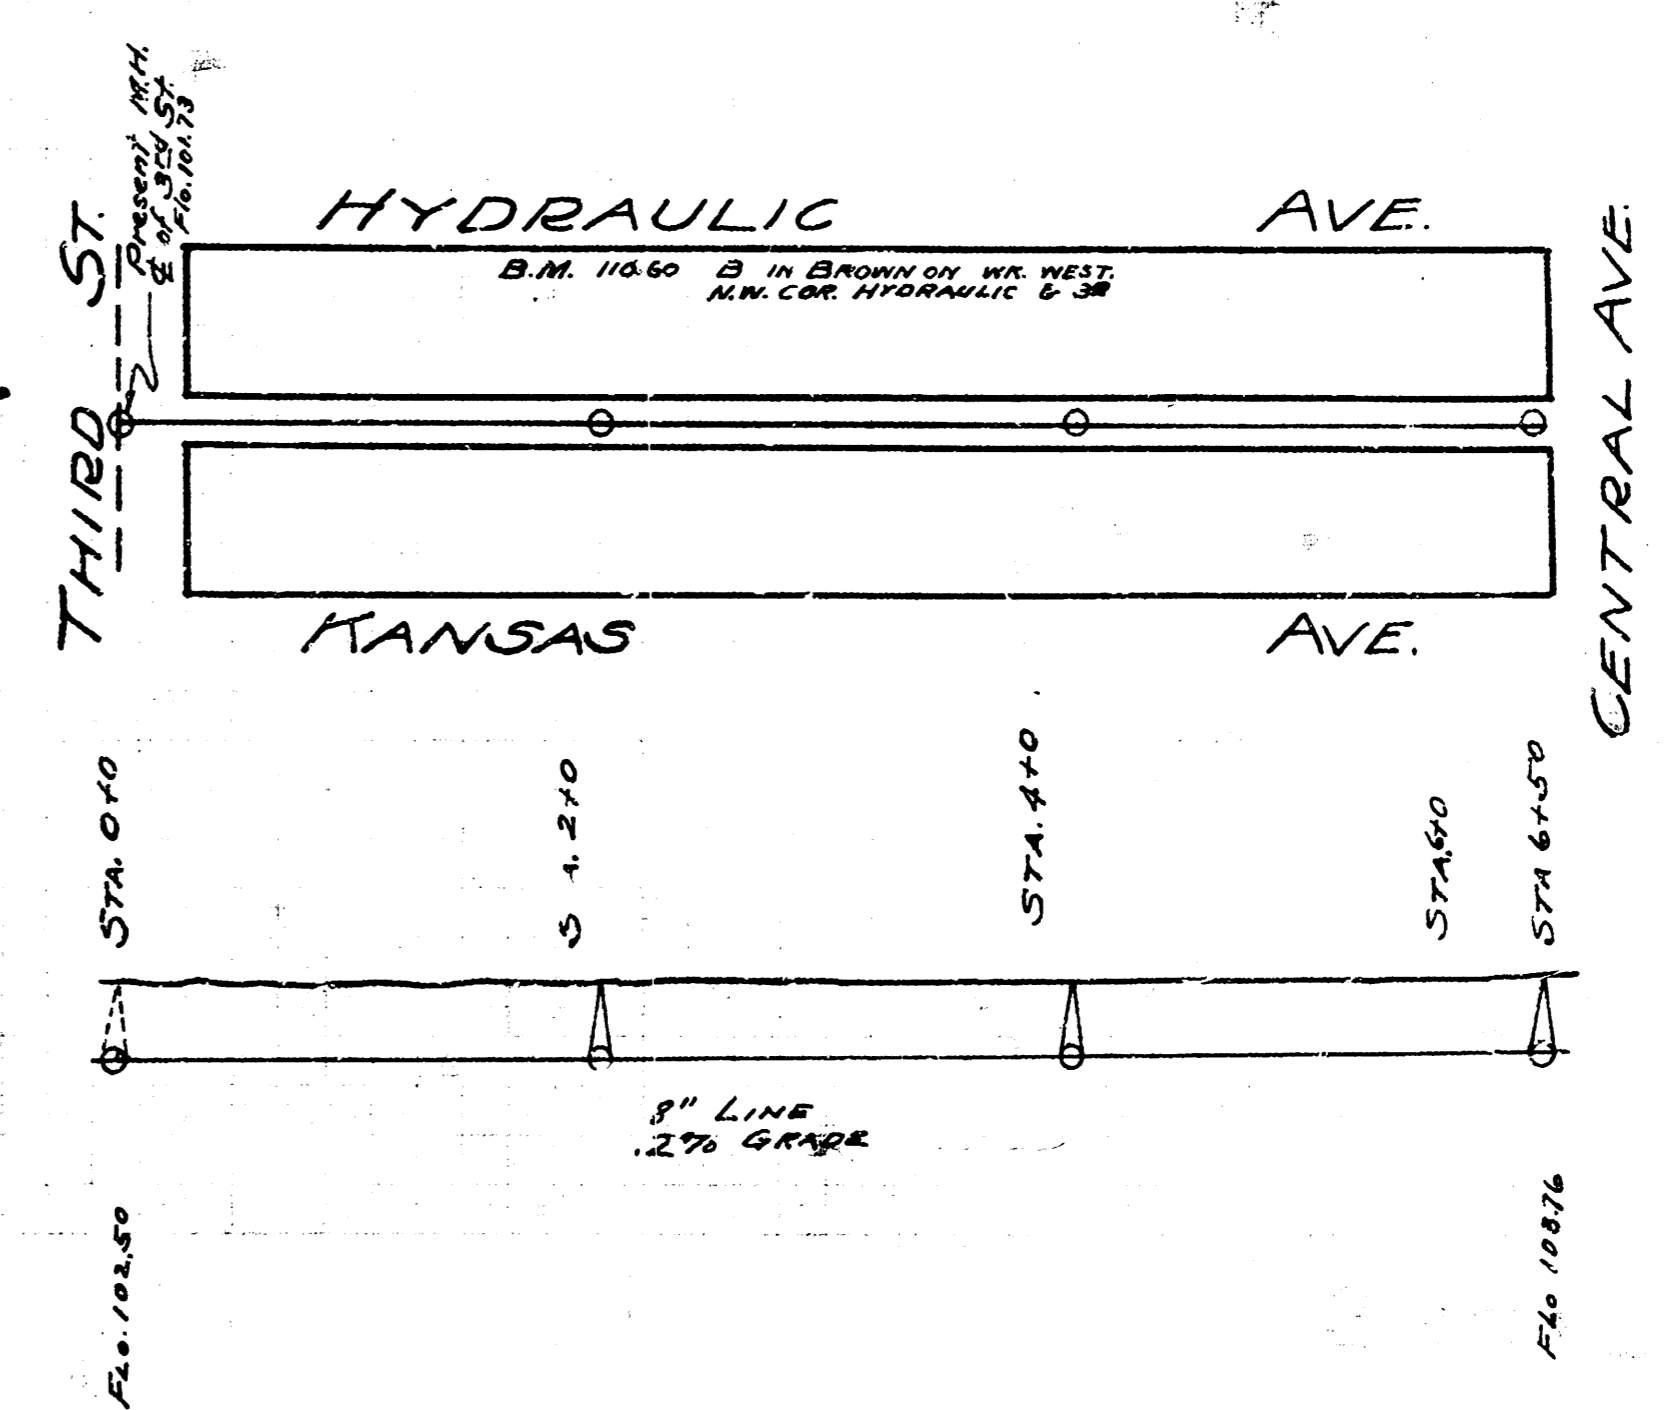 Present M.H.
℄ of 3rd St.
Flo. 101.73
HYDRAULIC AVE.
B.M. 110.60 B IN BROWN ON WK. WEST.
N.W. COR. HYDRAULIC & 3RD
THIRD ST.
CENTRAL AVE.
KANSAS AVE.
STA. 0+0
2+0
STA. 4+0
STA. 6+0
STA 6+50
8" LINE
.2% GRADE
FLO. 102.50
FLO 103.76